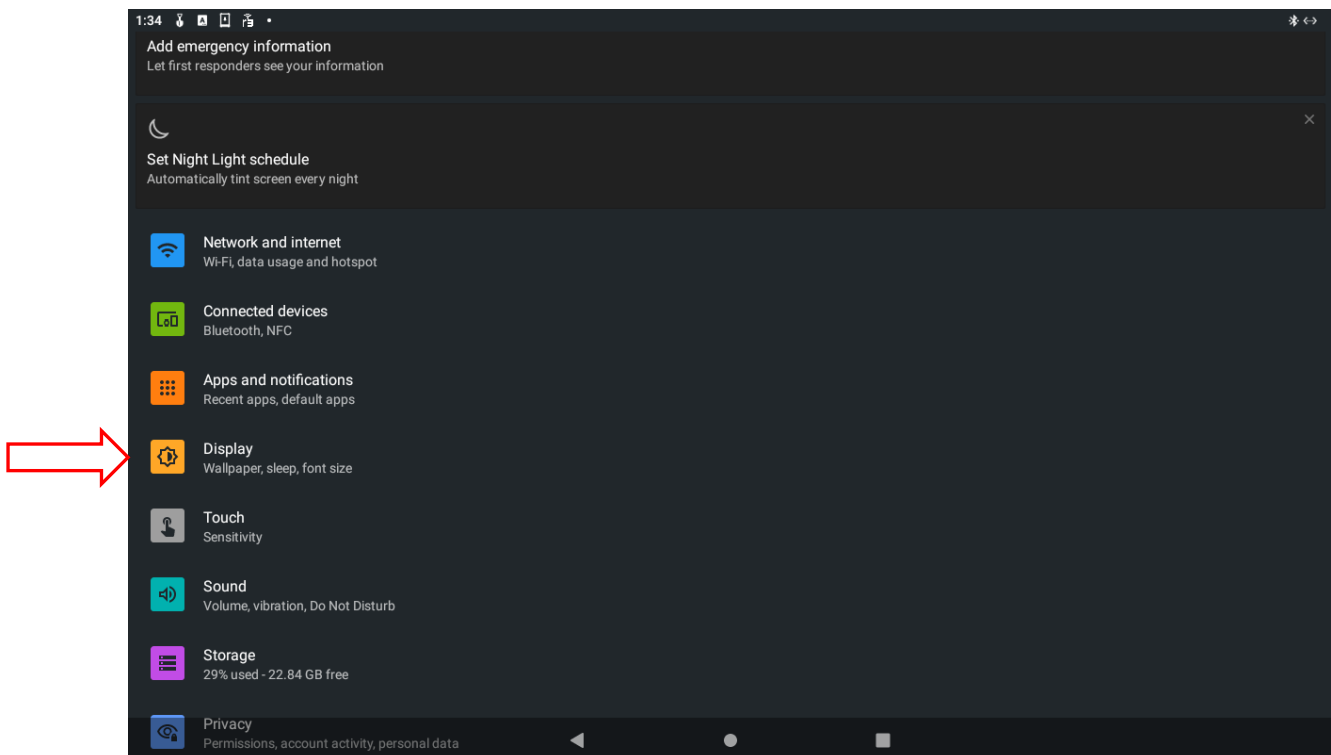 1:34
Add emergency information
Let first responders see your information
Set Night Light schedule
Automatically tint screen every night
Network and internet
Wi-Fi, data usage and hotspot
Connected devices
Bluetooth, NFC
Apps and notifications
Recent apps, default apps
Display
Wallpaper, sleep, font size
Touch
Sensitivity
Sound
Volume, vibration, Do Not Disturb
Storage
29% used - 22.84 GB free
Privacy
Permissions, account activity, personal data